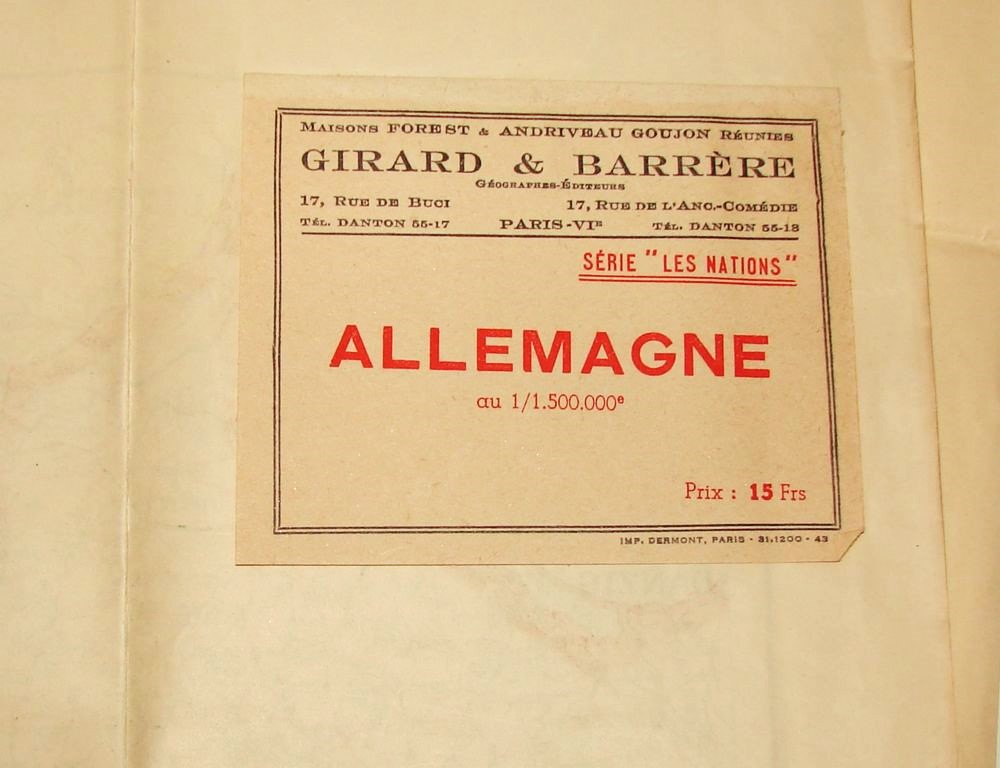 Maisons FOREST & ANDRIVEAU GOUJON Réunies
GIRARD & BARRÈRE
Géographes-Éditeurs
17, Rue de Buci 17, Rue de l'Anc.-Comédie
Tél. DANTON 55-17 PARIS-VIe Tél. DANTON 55-18
SÉRIE "LES NATIONS"
ALLEMAGNE
au 1/1.500.000e
Prix : 15 Frs
IMP. DERMONT, PARIS - 31.1200 - 43